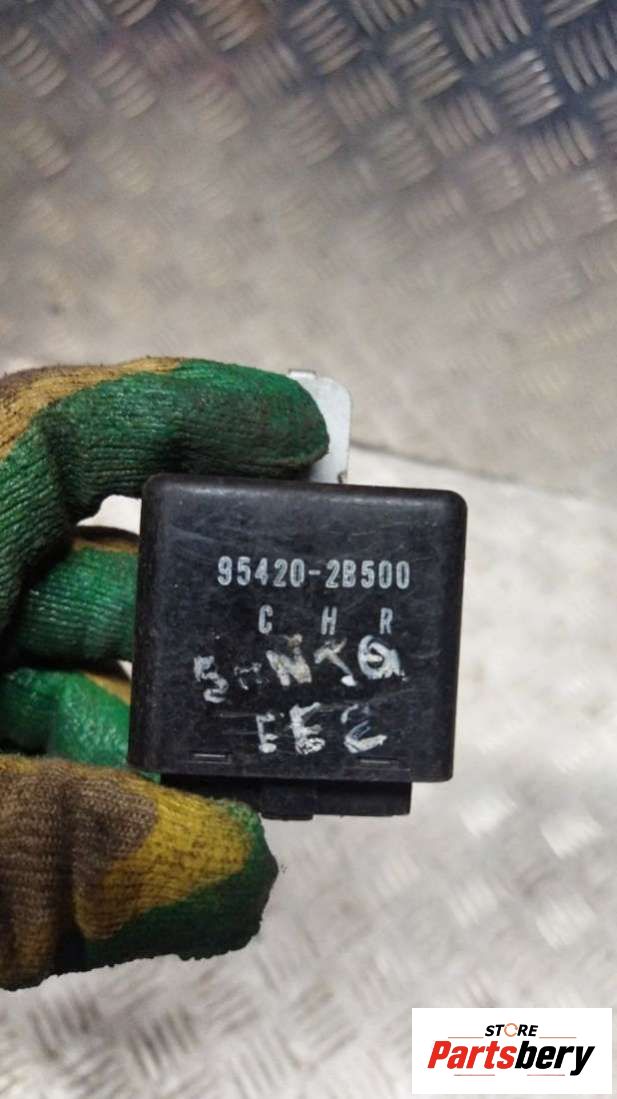 95420-2B500
C H R
STORE
Partsbery